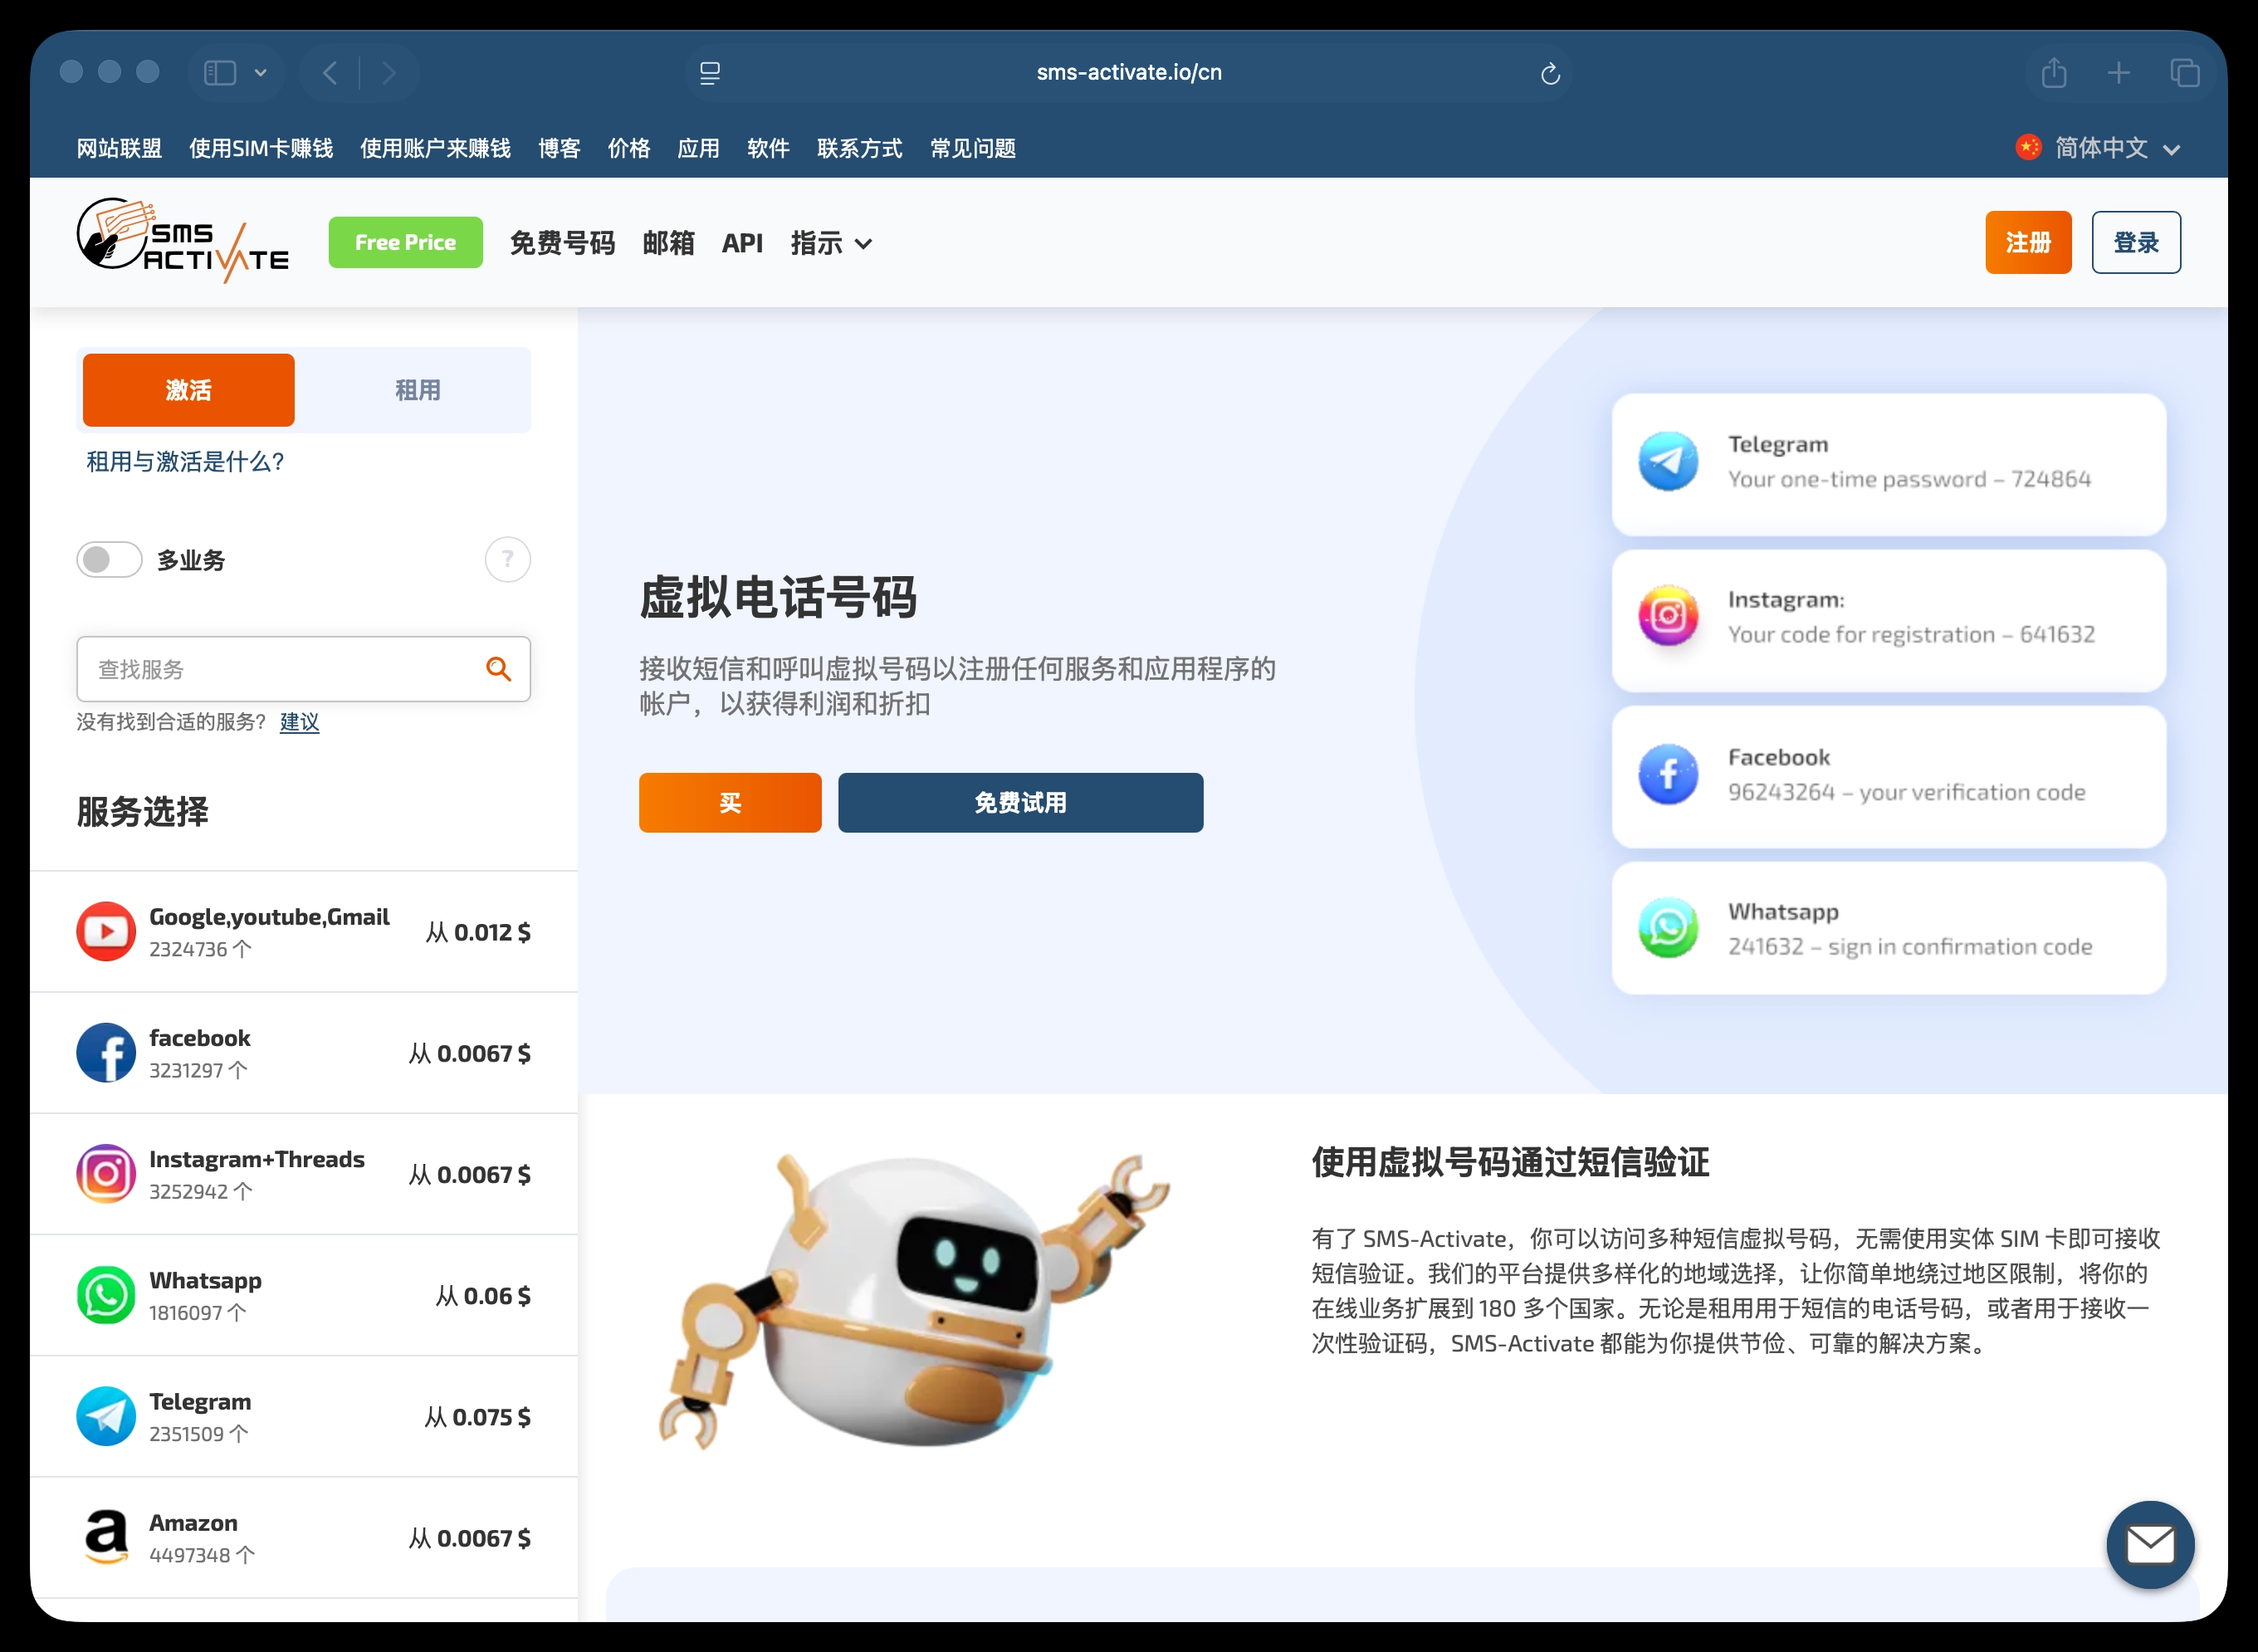 sms-activate.io/cn
网站联盟 使用SIM卡赚钱 使用账户来赚钱 博客 价格 应用 软件 联系方式 常见问题 简体中文
SMS ACTIVATE
Free Price 免费号码 邮箱 API 指示 注册 登录
激活 租用
租用与激活是什么?
多业务 ?
查找服务
没有找到合适的服务? 建议
服务选择
Google,youtube,Gmail
2324736 个
从 0.012 $
facebook
3231297 个
从 0.0067 $
Instagram+Threads
3252942 个
从 0.0067 $
Whatsapp
1816097 个
从 0.06 $
Telegram
2351509 个
从 0.075 $
Amazon
4497348 个
从 0.0067 $
虚拟电话号码
接收短信和呼叫虚拟号码以注册任何服务和应用程序的
帐户，以获得利润和折扣
买 免费试用
Telegram
Your one-time password – 724864
Instagram:
Your code for registration – 641632
Facebook
96243264 – your verification code
Whatsapp
241632 – sign in confirmation code
使用虚拟号码通过短信验证
有了 SMS-Activate，你可以访问多种短信虚拟号码，无需使用实体 SIM 卡即可接收
短信验证。我们的平台提供多样化的地域选择，让你简单地绕过地区限制，将你的
在线业务扩展到 180 多个国家。无论是租用用于短信的电话号码，或者用于接收一
次性验证码，SMS-Activate 都能为你提供节俭、可靠的解决方案。